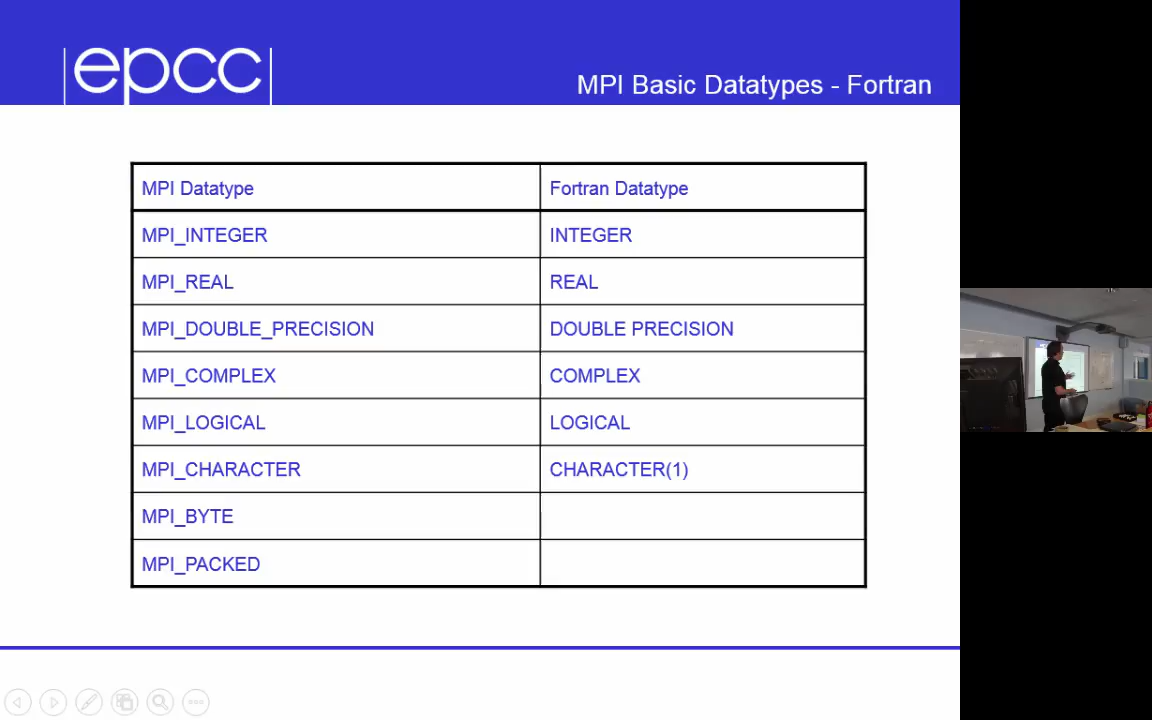 epcc
MPI Basic Datatypes - Fortran
MPI Datatype Fortran Datatype
MPI_INTEGER INTEGER
MPI_REAL REAL
MPI_DOUBLE_PRECISION DOUBLE PRECISION
MPI_COMPLEX COMPLEX
MPI_LOGICAL LOGICAL
MPI_CHARACTER CHARACTER(1)
MPI_BYTE
MPI_PACKED